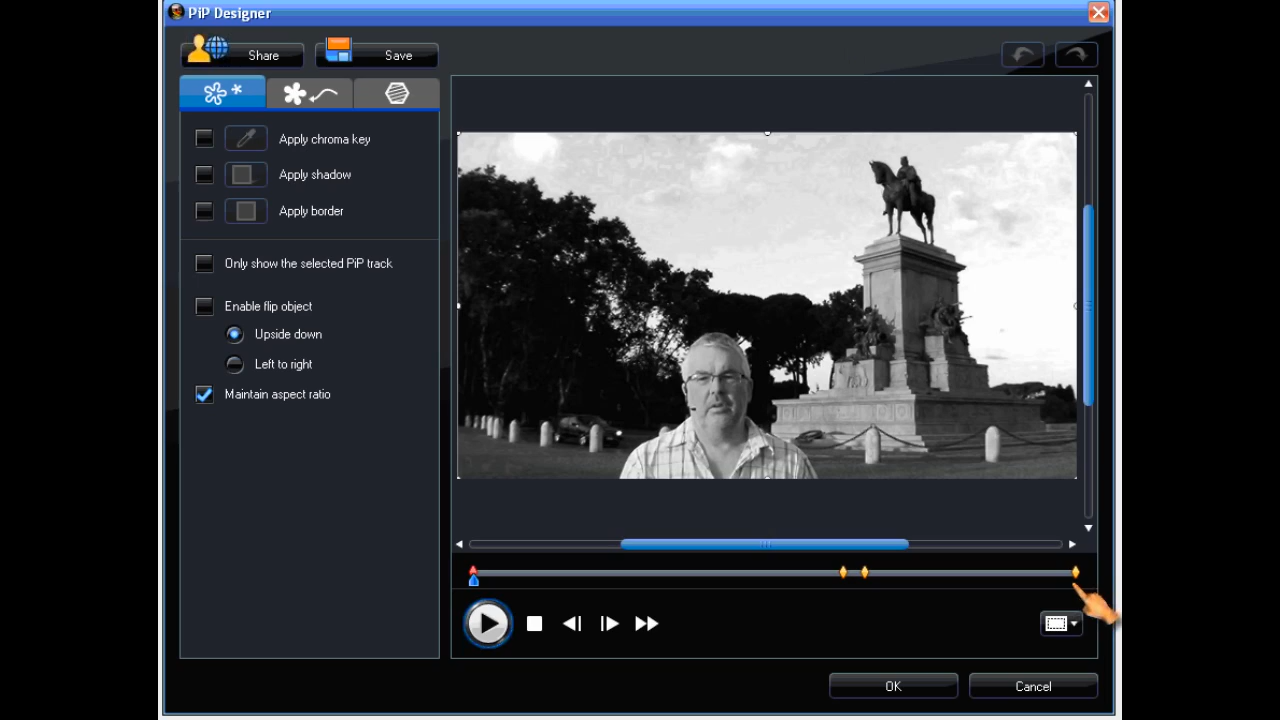 PiP Designer
Share
Save
Apply chroma key
Apply shadow
Apply border
Only show the selected PiP track
Enable flip object
Upside down
Left to right
Maintain aspect ratio
OK
Cancel